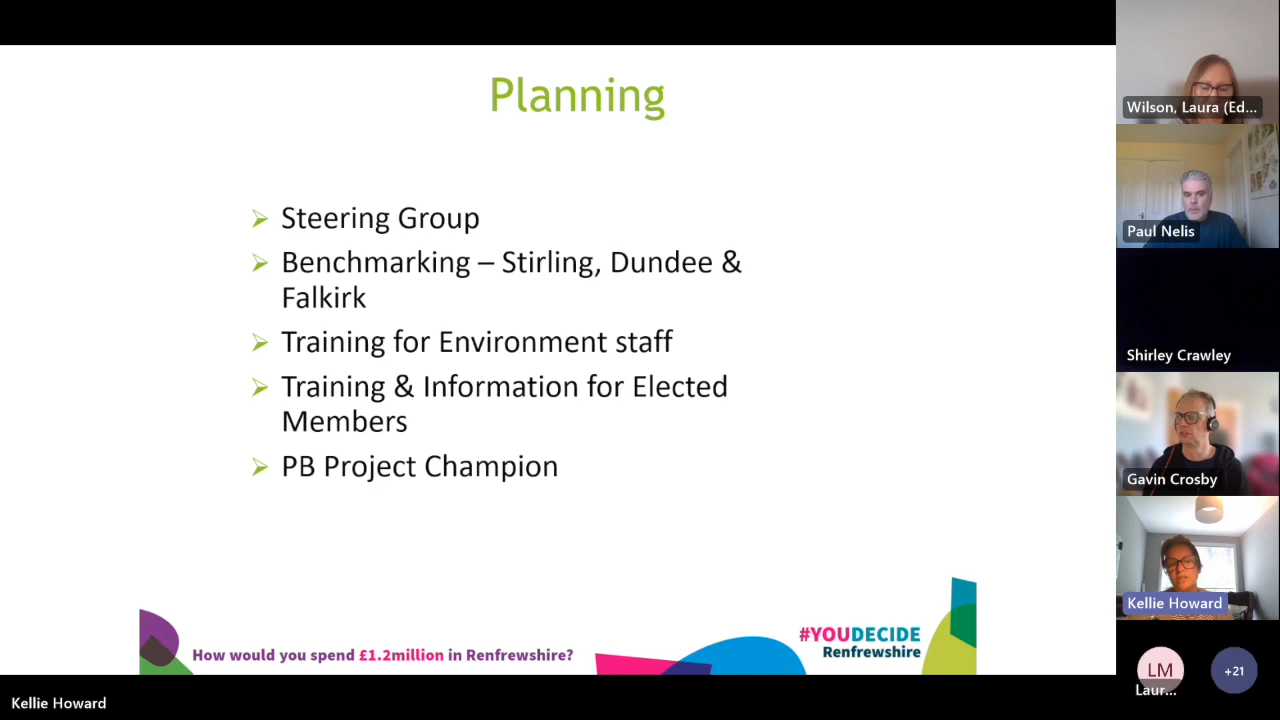 Planning
Steering Group
Benchmarking – Stirling, Dundee &
Falkirk
Training for Environment staff
Training & Information for Elected
Members
PB Project Champion
How would you spend £1.2million in Renfrewshire?
#YOUDECIDE
Renfrewshire
Kellie Howard
Wilson, Laura (Ed...
Paul Nelis
Shirley Crawley
Gavin Crosby
Kellie Howard
LM
Laur...
+21